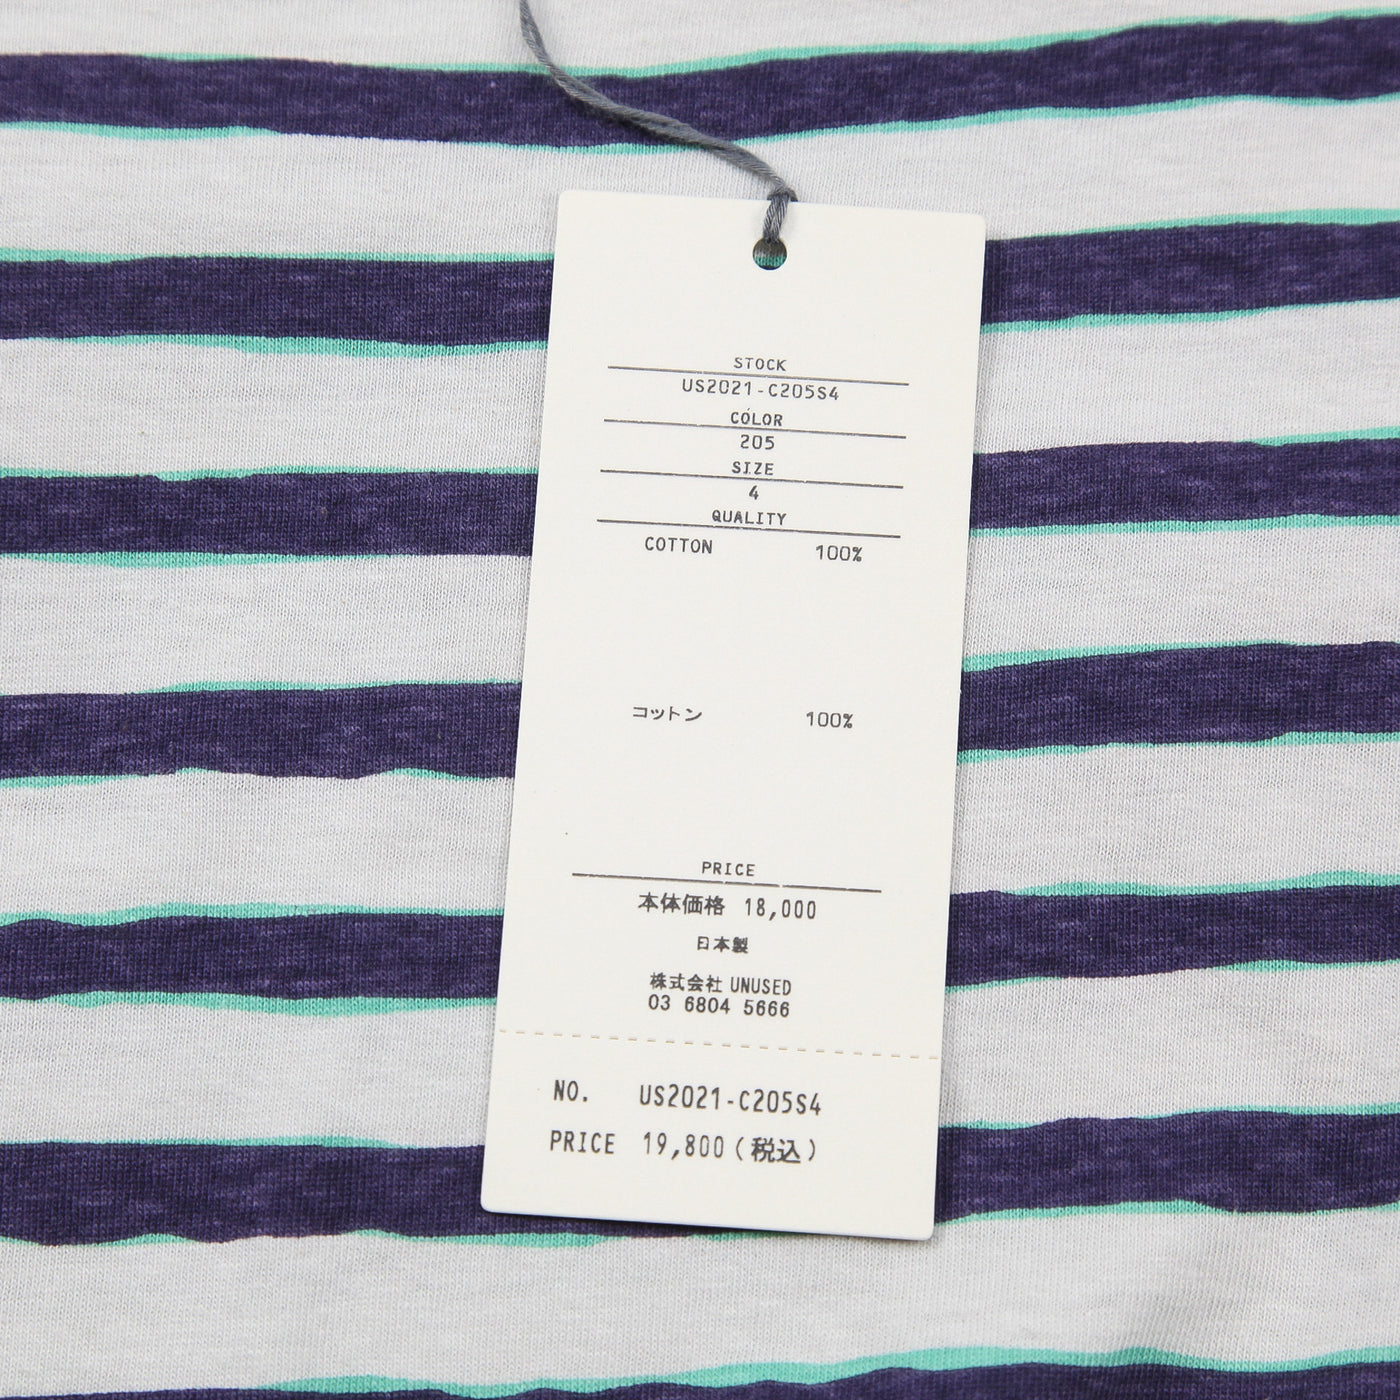 STOCK
US2021-C205S4
COLOR
205
SIZE
4
QUALITY
COTTON 100%
コットン 100%
PRICE
本体価格 18,000
日本製
株式会社 UNUSED
03 6804 5666
NO. US2021-C205S4
PRICE 19,800(税込)